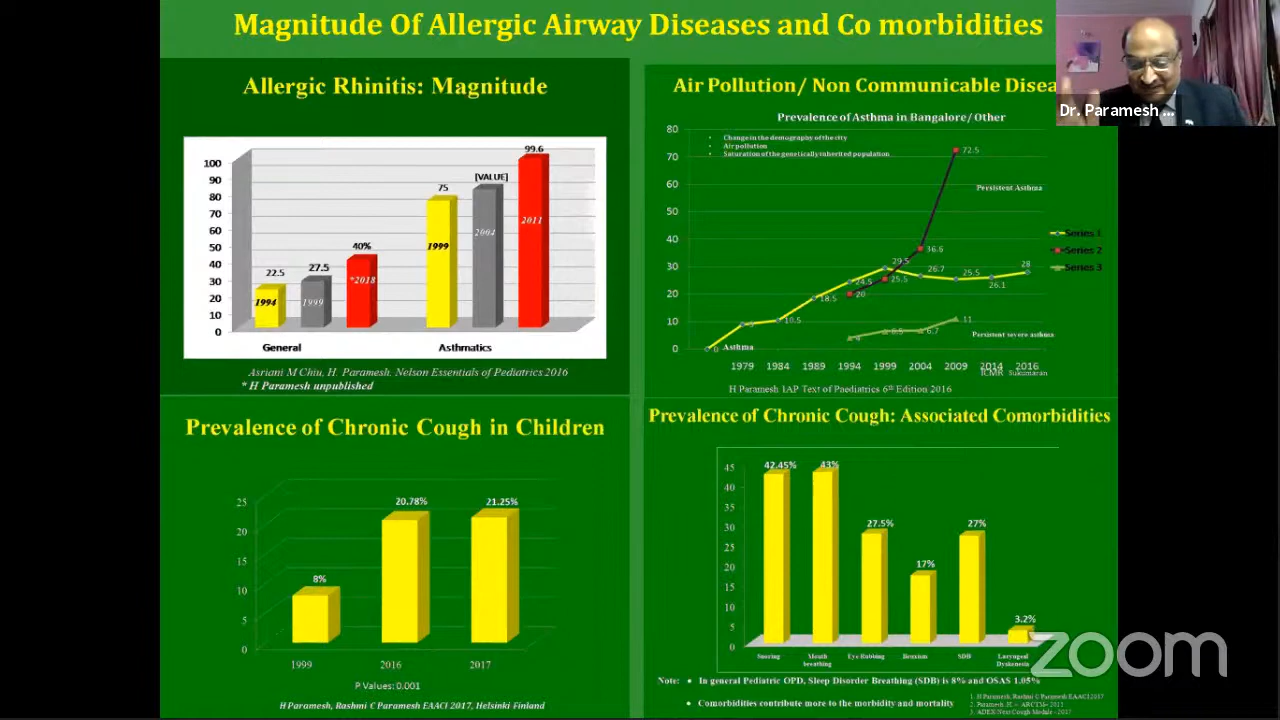 Magnitude Of Allergic Airway Diseases and Co morbidities
Dr. Paramesh ...
Allergic Rhinitis: Magnitude
100
90
80
70
60
50
40
30
20
10
0
22.5
27.5
40%
75
[VALUE]
99.6
1994
1999
*2018
1999
2004
2011
General
Asthmatics
Asriani M Chiu, H. Paramesh. Nelson Essentials of Pediatrics 2016
* H Paramesh unpublished
Air Pollution/ Non Communicable Disea
Prevalence of Asthma in Bangalore/Other
• Change in the demography of the city
• Air pollution
• Saturation of the genetically inherited population
80
70
60
50
40
30
20
10
0
72.5
Persistent Asthma
Series 1
Series 2
Series 3
36.6
29.5
26.7
25.5
28
26.1
24.5
25.5
20
18.5
10.5
9
0
Asthma
4
6.5
6.7
11
Persistent severe asthma
1979 1984 1989 1994 1999 2004 2009 2014 2016
ICMR Sukumaran
H Paramesh IAP Text of Paediatrics 6th Edition 2016
Prevalence of Chronic Cough in Children
25
20
15
10
5
0
8%
20.78%
21.25%
1999
2016
2017
P Values: 0.001
H Paramesh, Rashmi C Paramesh EAACI 2017, Helsinki Finland
Prevalence of Chronic Cough: Associated Comorbidities
45
40
35
30
25
20
15
10
5
0
42.45%
43%
27.5%
17%
27%
3.2%
Snoring
Mouth breathing
Eye Rubbing
Bruxism
SDB
Laryngeal Dyskenesia
Note: • In general Pediatric OPD, Sleep Disorder Breathing (SDB) is 8% and OSAS 1.05%
• Comorbidities contribute more to the morbidity and mortality
1. H Paramesh, Rashmi C Paramesh EAACI 2017
2. Paramesh .H. – ARCTM– 2015
3. ADEX Near Cough Module - 2017
zoom